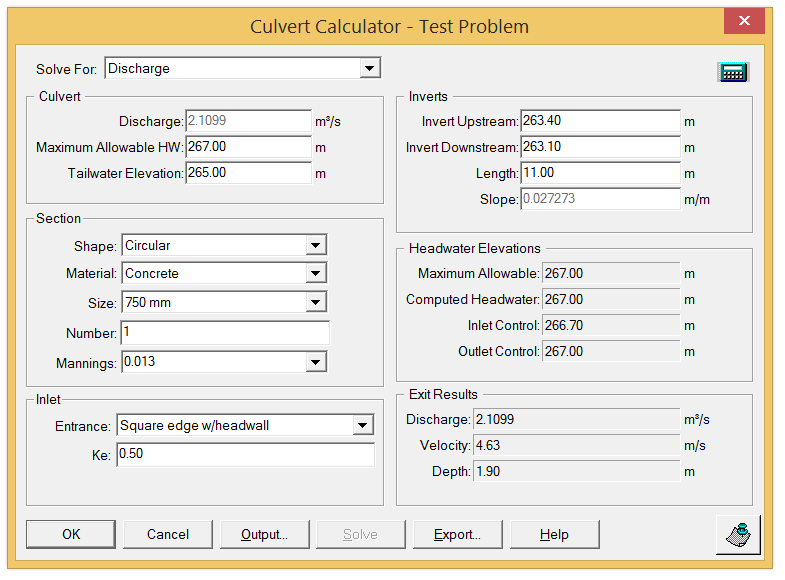 Culvert Calculator - Test Problem
x
Solve For: Discharge
Culvert
Discharge: 2.1099 m³/s
Maximum Allowable HW: 267.00 m
Tailwater Elevation: 265.00 m
Section
Shape: Circular
Material: Concrete
Size: 750 mm
Number: 1
Mannings: 0.013
Inlet
Entrance: Square edge w/headwall
Ke: 0.50
Inverts
Invert Upstream: 263.40 m
Invert Downstream: 263.10 m
Length: 11.00 m
Slope: 0.027273 m/m
Headwater Elevations
Maximum Allowable: 267.00 m
Computed Headwater: 267.00 m
Inlet Control: 266.70 m
Outlet Control: 267.00 m
Exit Results
Discharge: 2.1099 m³/s
Velocity: 4.63 m/s
Depth: 1.90 m
OK Cancel Output... Solve Export... Help